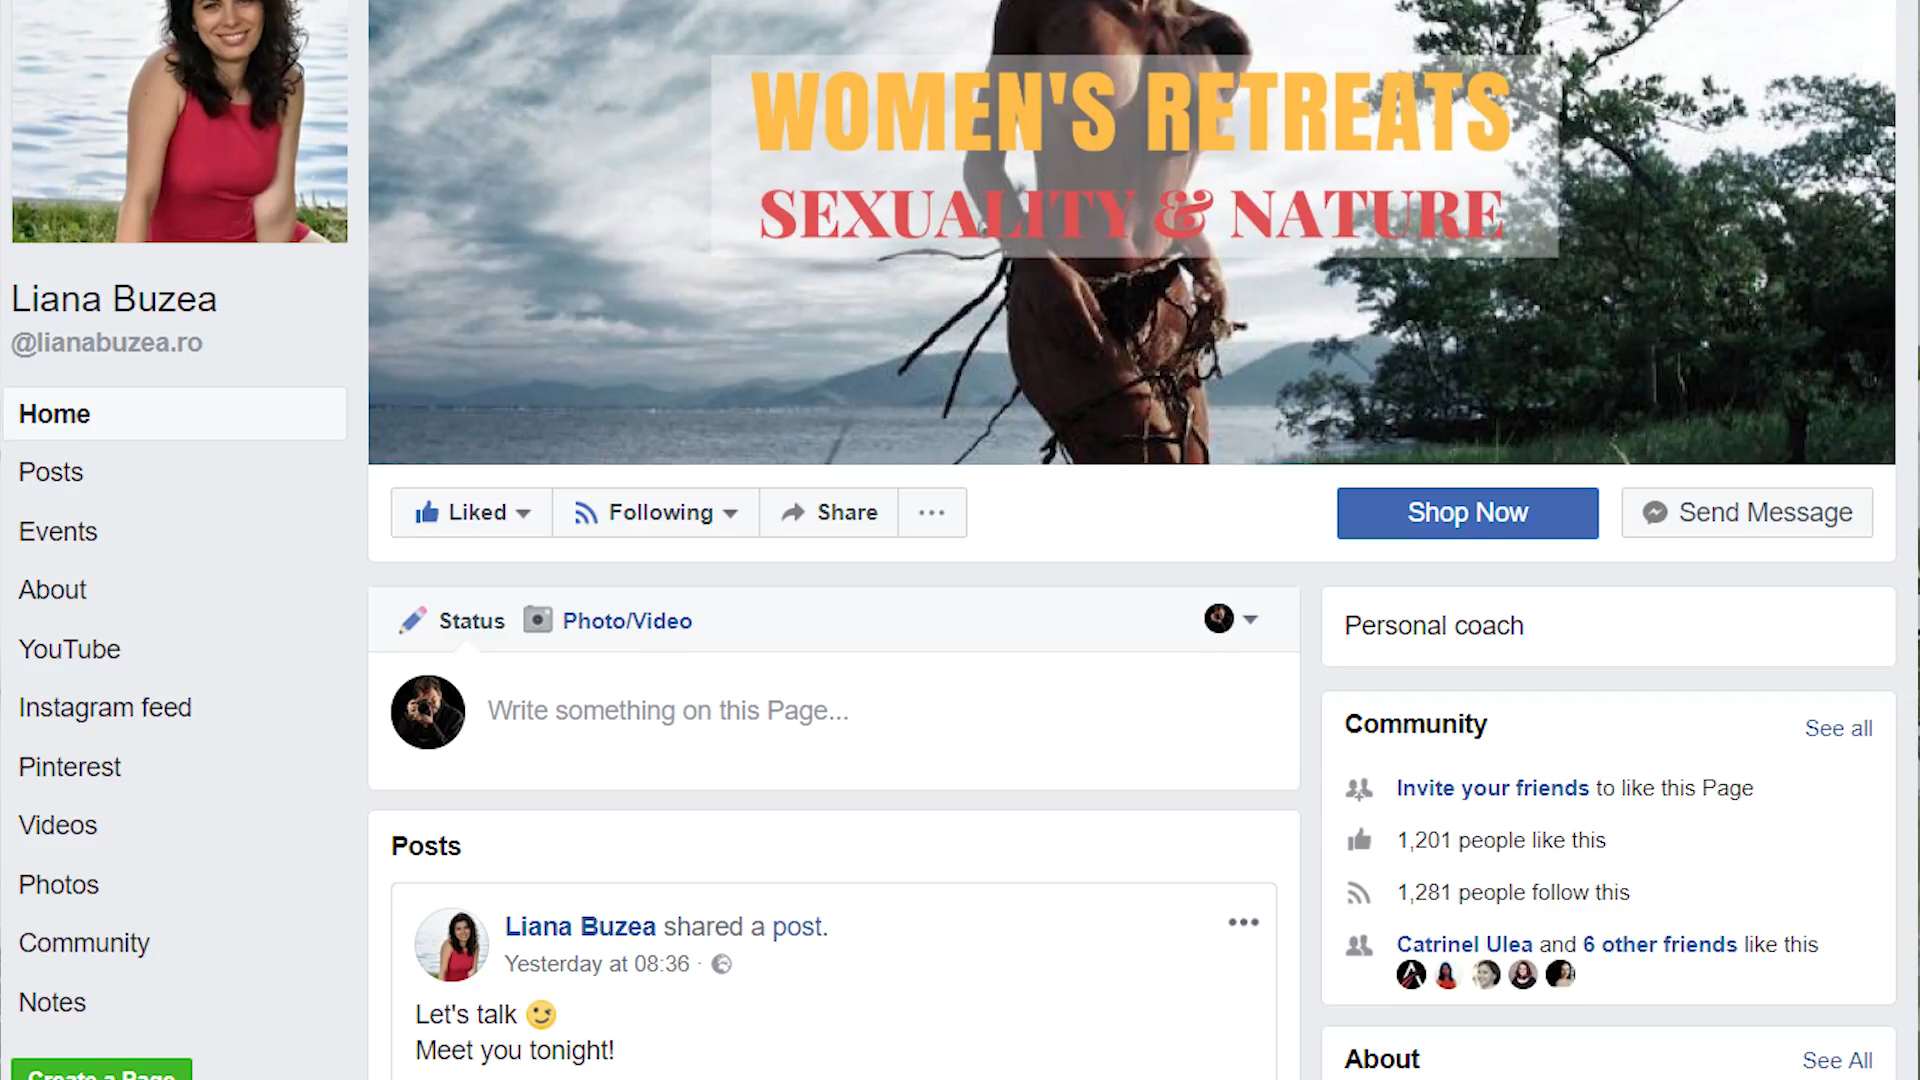 WOMEN'S RETREATS
SEXUALITY & NATURE
Liana Buzea
@lianabuzea.ro
Home
Posts
Events
About
YouTube
Instagram feed
Pinterest
Videos
Photos
Community
Notes
Create a Page
Liked
Following
Share
Shop Now
Send Message
Status
Photo/Video
Write something on this Page...
Posts
Liana Buzea shared a post.
Yesterday at 08:36 ·
Let's talk 😉
Meet you tonight!
Personal coach
Community
See all
Invite your friends to like this Page
1,201 people like this
1,281 people follow this
Catrinel Ulea and 6 other friends like this
About
See All